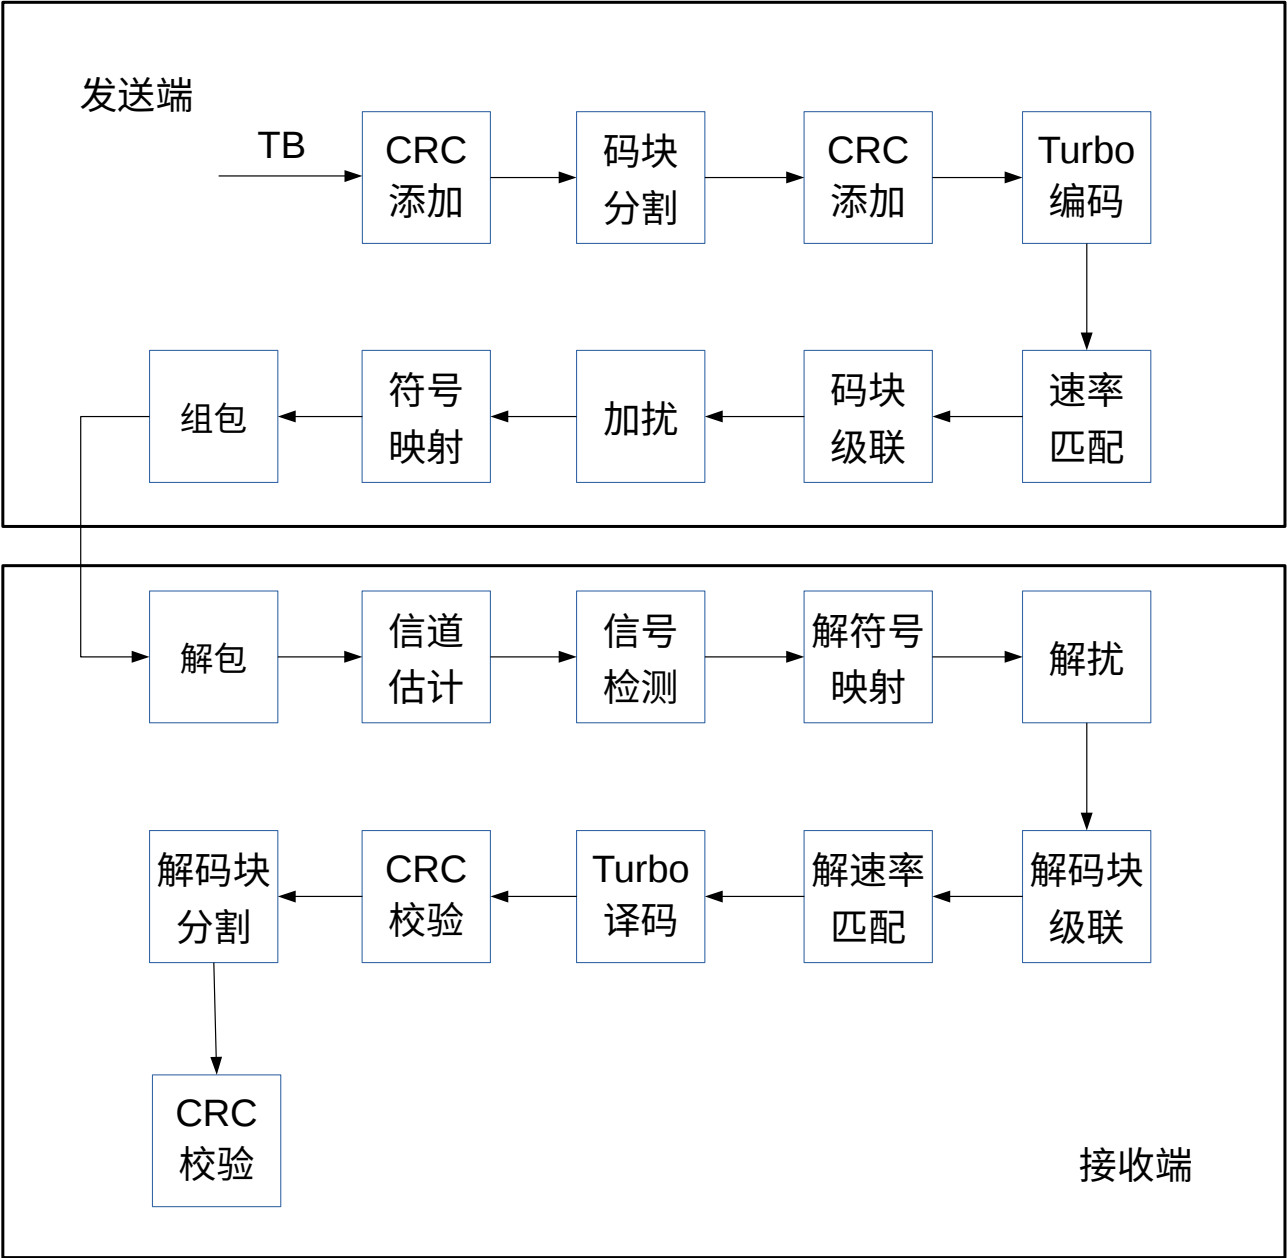 发送端
TB
CRC
添加
码块
分割
CRC
添加
Turbo
编码
速率
匹配
码块
级联
加扰
符号
映射
组包
解包
信道
估计
信号
检测
解符号
映射
解扰
解码块
级联
解速率
匹配
Turbo
译码
CRC
校验
解码块
分割
CRC
校验
接收端